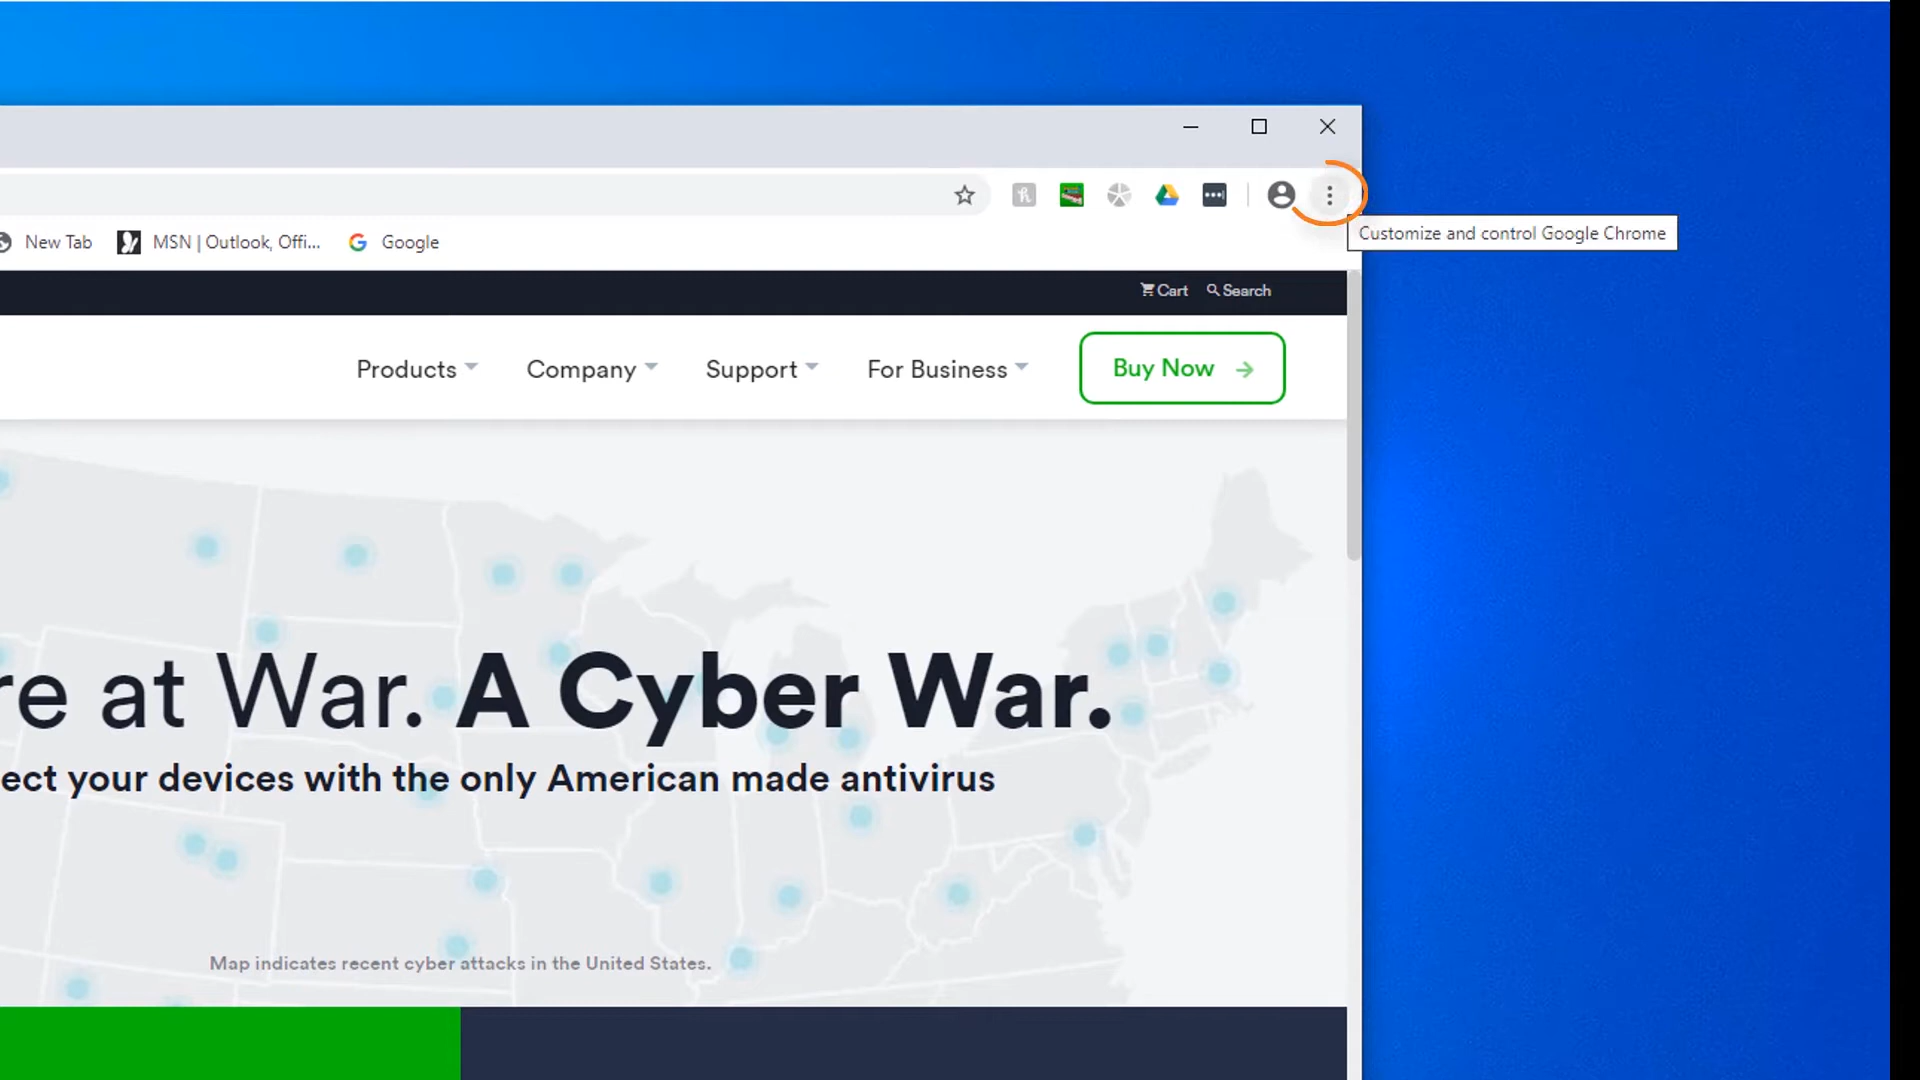 New Tab MSN | Outlook, Offi... Google
Customize and control Google Chrome
Cart Search
Products Company Support For Business Buy Now
re at War. A Cyber War.
ect your devices with the only American made antivirus
Map indicates recent cyber attacks in the United States.